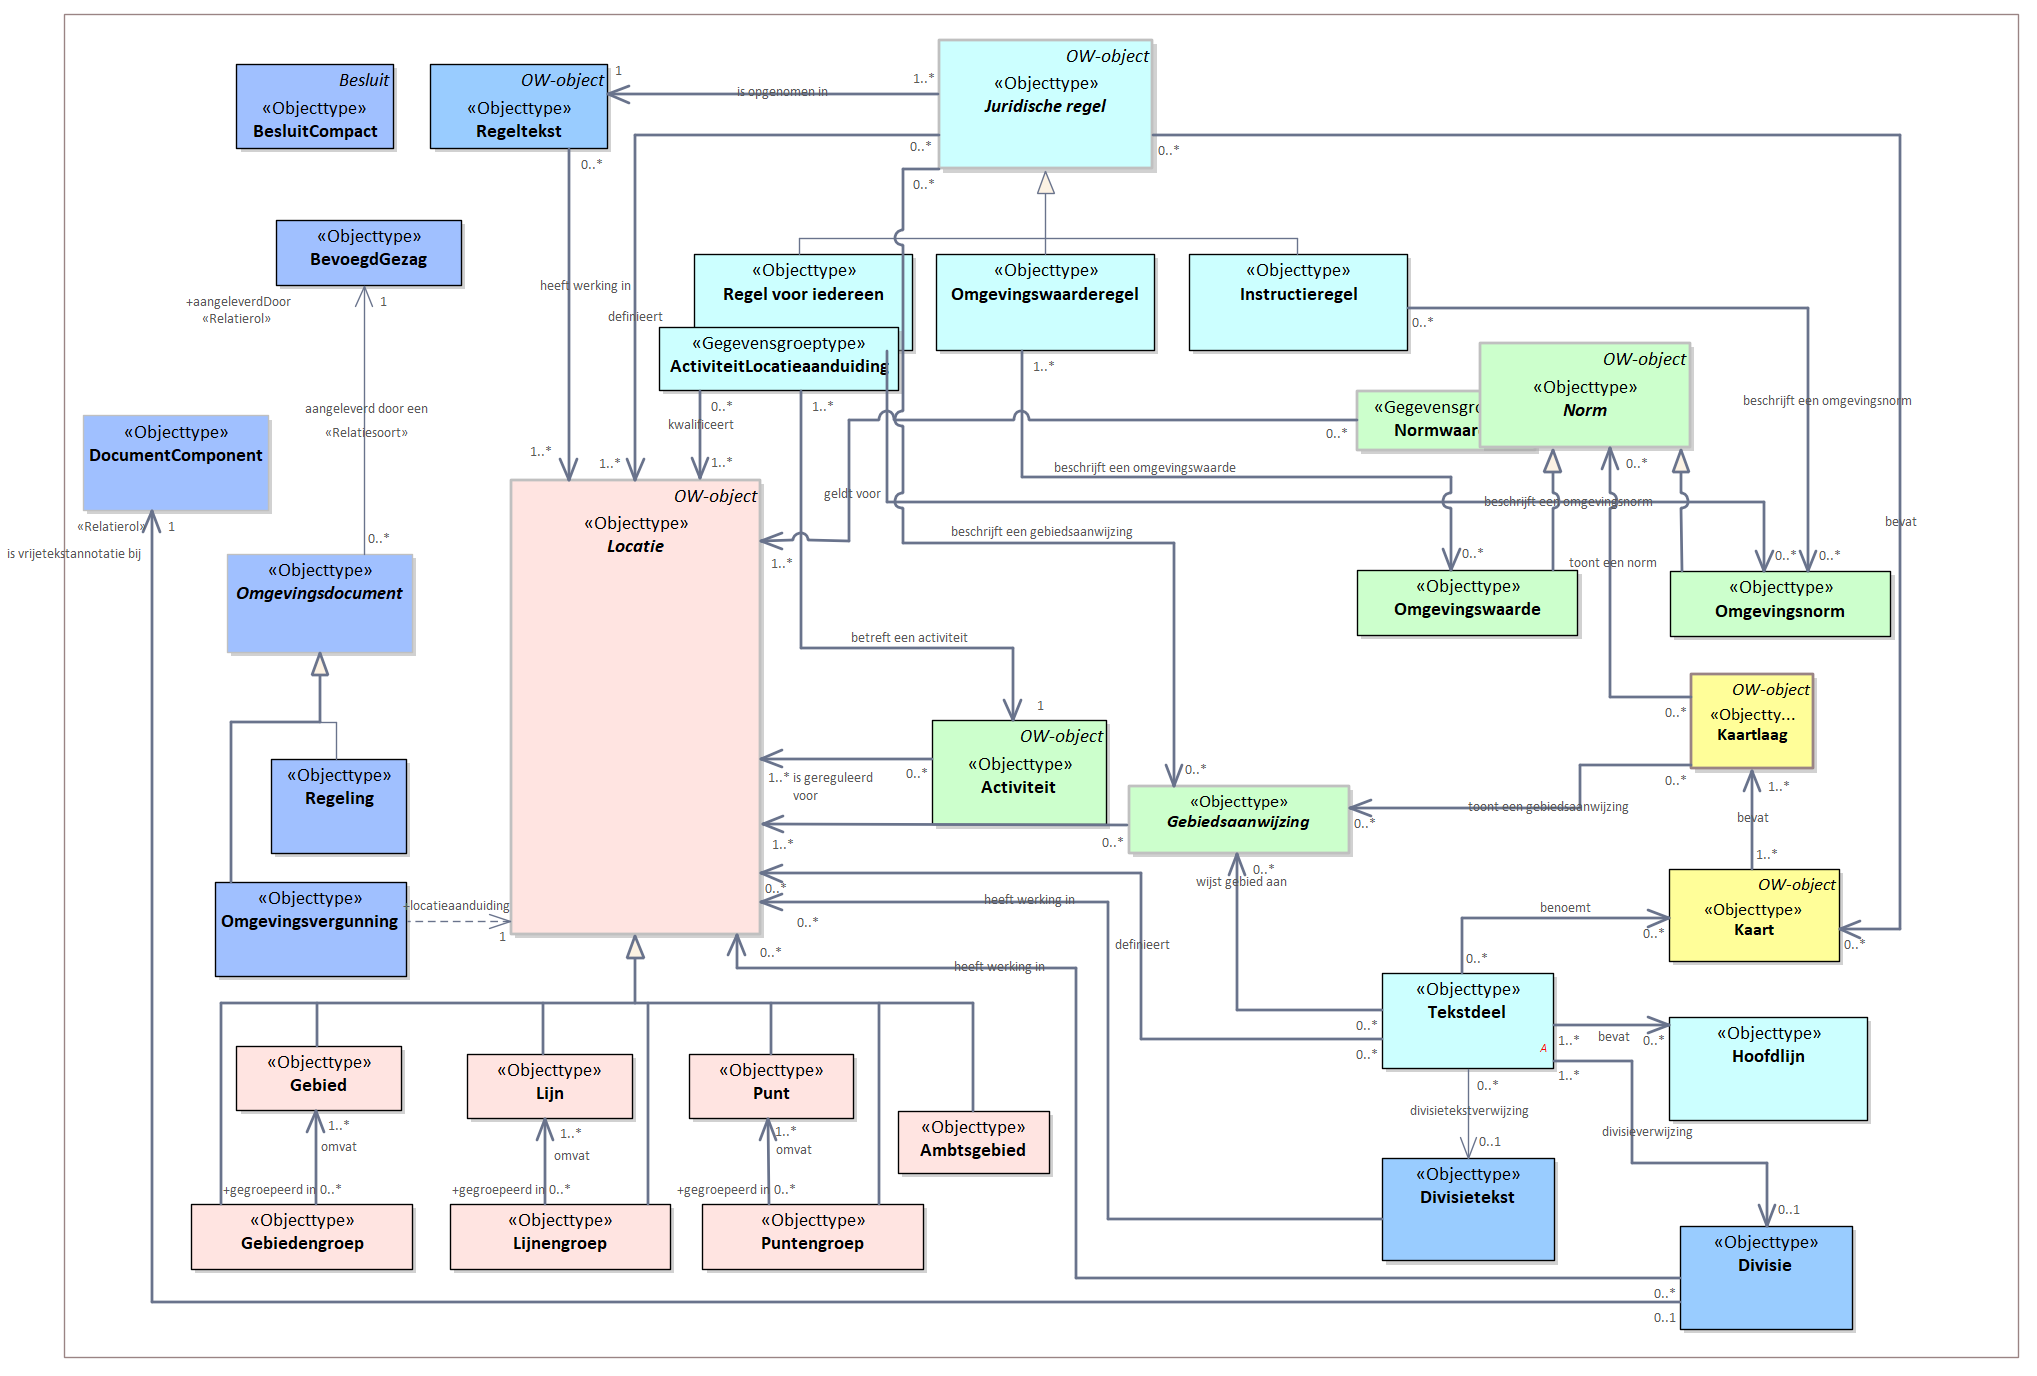 OW-object
«Objecttype»
Juridische regel
Besluit
«Objecttype»
BesluitCompact
OW-object
«Objecttype»
Regeltekst
1
1..*
is opgenomen in
0..*
0..*
0..*
0..*
«Objecttype»
BevoegdGezag
+aangeleverdDoor
«Relatierol»
1
heeft werking in
definieert
«Objecttype»
Regel voor iedereen
«Objecttype»
Omgevingswaarderegel
«Objecttype»
Instructieregel
0..*
«Gegevensgroeptype»
ActiviteitLocatieaanduiding
1..*
OW-object
«Objecttype»
Norm
«Gegevensgro
Normwaar
0..*
beschrijft een omgevingsnorm
0..*
1..*
kwalificeert
aangeleverd door een
«Relatiesoort»
«Objecttype»
DocumentComponent
1..*
1..*
1..*
0..*
beschrijft een omgevingswaarde
geldt voor
beschrijft een omgevingsnorm
bevat
OW-object
«Objecttype»
Locatie
«Relatierol»
1
is vrijetekstannotatie bij
0..*
beschrijft een gebiedsaanwijzing
1..*
0..*
toont een norm
0..*
0..*
«Objecttype»
Omgevingsdocument
«Objecttype»
Omgevingswaarde
«Objecttype»
Omgevingsnorm
betreft een activiteit
1
OW-object
«Objectty...
Kaartlaag
0..*
0..*
OW-object
«Objecttype»
Activiteit
1..*
is gereguleerd
voor
0..*
0..*
«Objecttype»
Gebiedsaanwijzing
toont een gebiedsaanwijzing
0..*
1..*
bevat
1..*
«Objecttype»
Regeling
1..*
0..*
0..*
wijst gebied aan
«Objecttype»
Omgevingsvergunning
+locatieaanduiding
1
0..*
0..*
heeft werking in
OW-object
«Objecttype»
Kaart
benoemt
0..*
0..*
0..*
definieert
0..*
heeft werking in
0..*
«Objecttype»
Tekstdeel
A
0..*
0..*
1..*
bevat
0..*
«Objecttype»
Hoofdlijn
1..*
0..*
divisietekstverwijzing
0..1
divisieverwijzing
«Objecttype»
Gebied
«Objecttype»
Lijn
«Objecttype»
Punt
«Objecttype»
Ambtsgebied
1..*
omvat
1..*
omvat
1..*
omvat
+gegroepeerd in 0..*
+gegroepeerd in 0..*
+gegroepeerd in 0..*
«Objecttype»
Gebiedengroep
«Objecttype»
Lijnengroep
«Objecttype»
Puntengroep
«Objecttype»
Divisietekst
0..1
«Objecttype»
Divisie
0..*
0..1